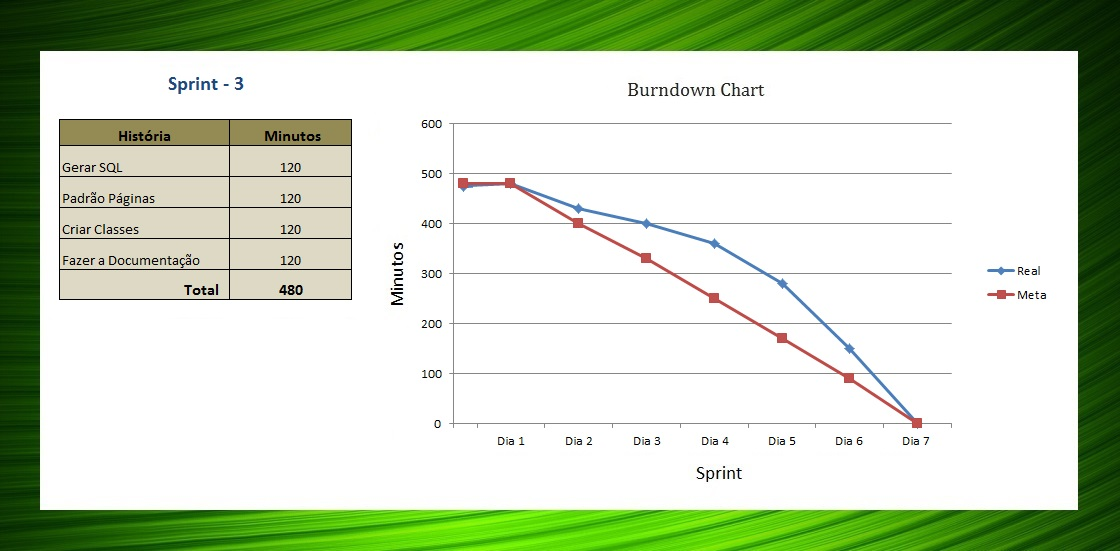 Sprint - 3
História Minutos
Gerar SQL 120
Padrão Páginas 120
Criar Classes 120
Fazer a Documentação 120
Total 480
Burndown Chart
600
500
400
300
200
100
0
Minutos
Dia 1 Dia 2 Dia 3 Dia 4 Dia 5 Dia 6 Dia 7
Sprint
Real
Meta